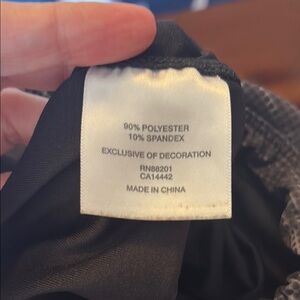 90% POLYESTER
10% SPANDEX
EXCLUSIVE OF DECORATION
RN88201
CA14442
MADE IN CHINA